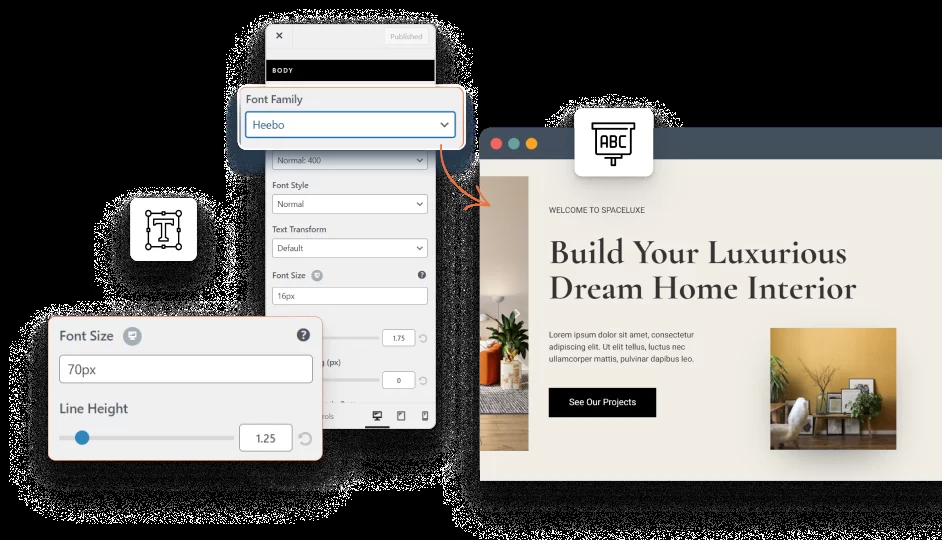 Published
BODY
Font Family
Heebo
Normal: 400
Font Style
Normal
Text Transform
Default
Font Size
?
16px
1.75
(px)
0
Font Size
?
70px
Line Height
1.25
T
ABC
WELCOME TO SPACELUXE
Build Your Luxurious
Dream Home Interior
Lorem ipsum dolor sit amet, consectetur
adipiscing elit. Ut elit tellus, luctus nec
ullamcorper mattis, pulvinar dapibus leo.
See Our Projects